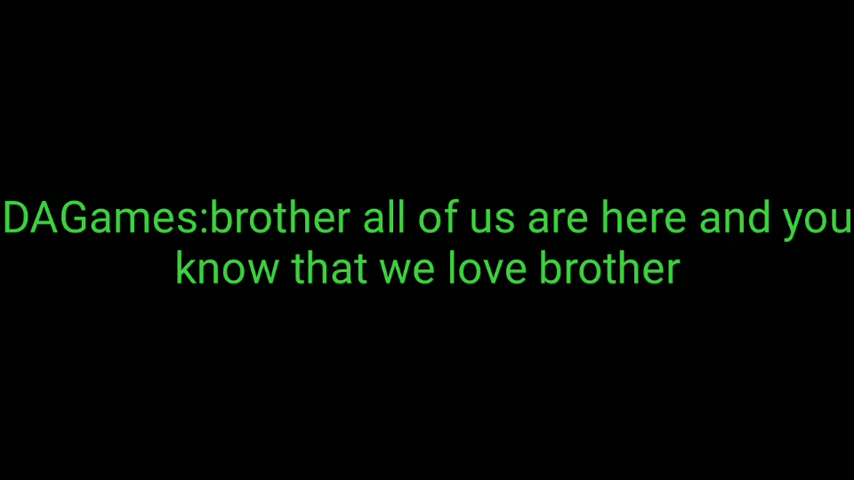 DAGames:brother all of us are here and you
know that we love brother